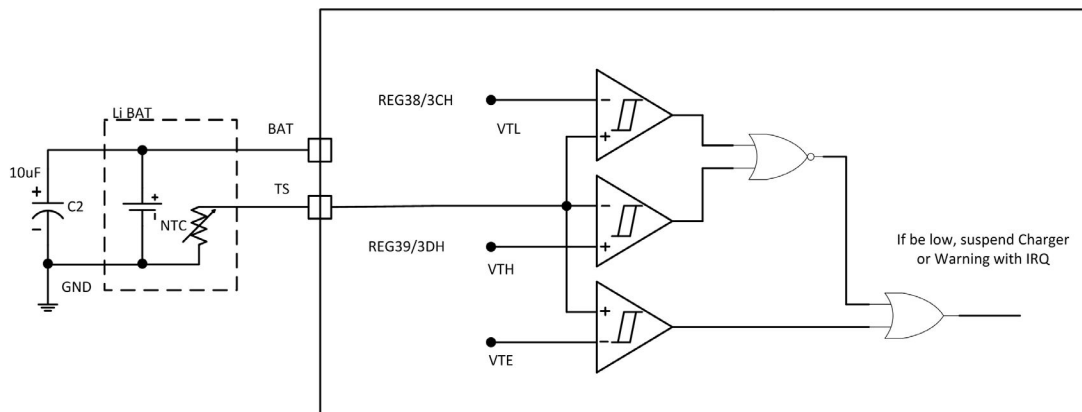 REG38/3CH
VTL
Li BAT
BAT
10uF
+
C2
−
+
−
NTC
TS
GND
REG39/3DH
VTH
VTE
−
+
−
+
+
−
If be low, suspend Charger
or Warning with IRQ